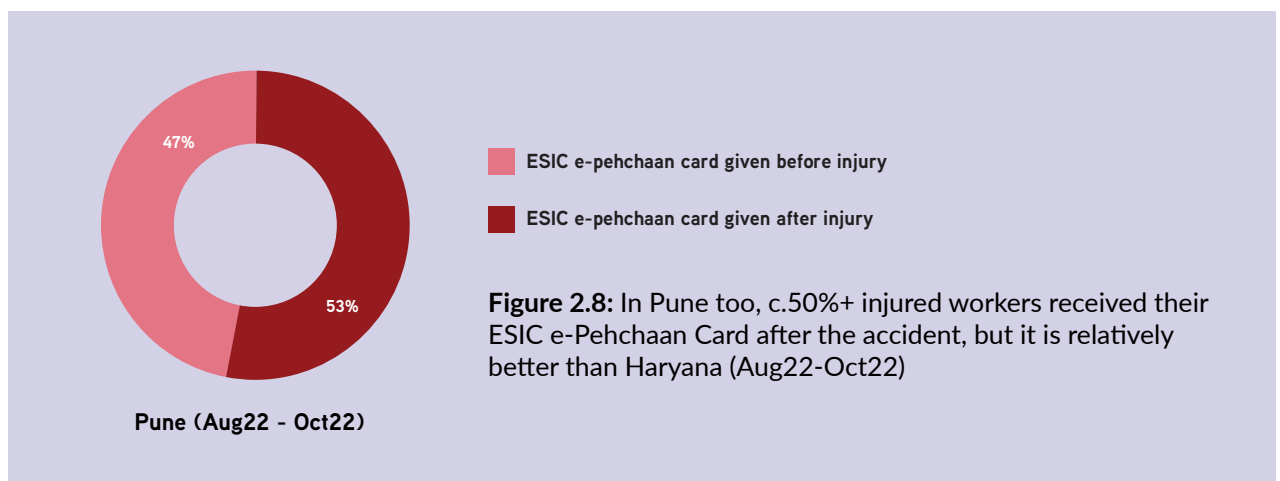 47%
53%
Pune (Aug22 - Oct22)
ESIC e-pehchaan card given before injury
ESIC e-pehchaan card given after injury
Figure 2.8: In Pune too, c.50%+ injured workers received their
ESIC e-Pehchaan Card after the accident, but it is relatively
better than Haryana (Aug22-Oct22)